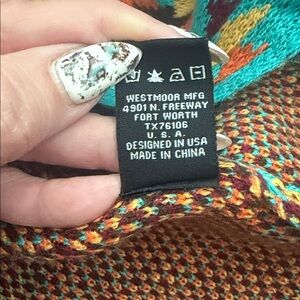 WESTMOOR MFG
4901 N. FREEWAY
FORT WORTH
TX76106
U. S. A.
DESIGNED IN USA
MADE IN CHINA